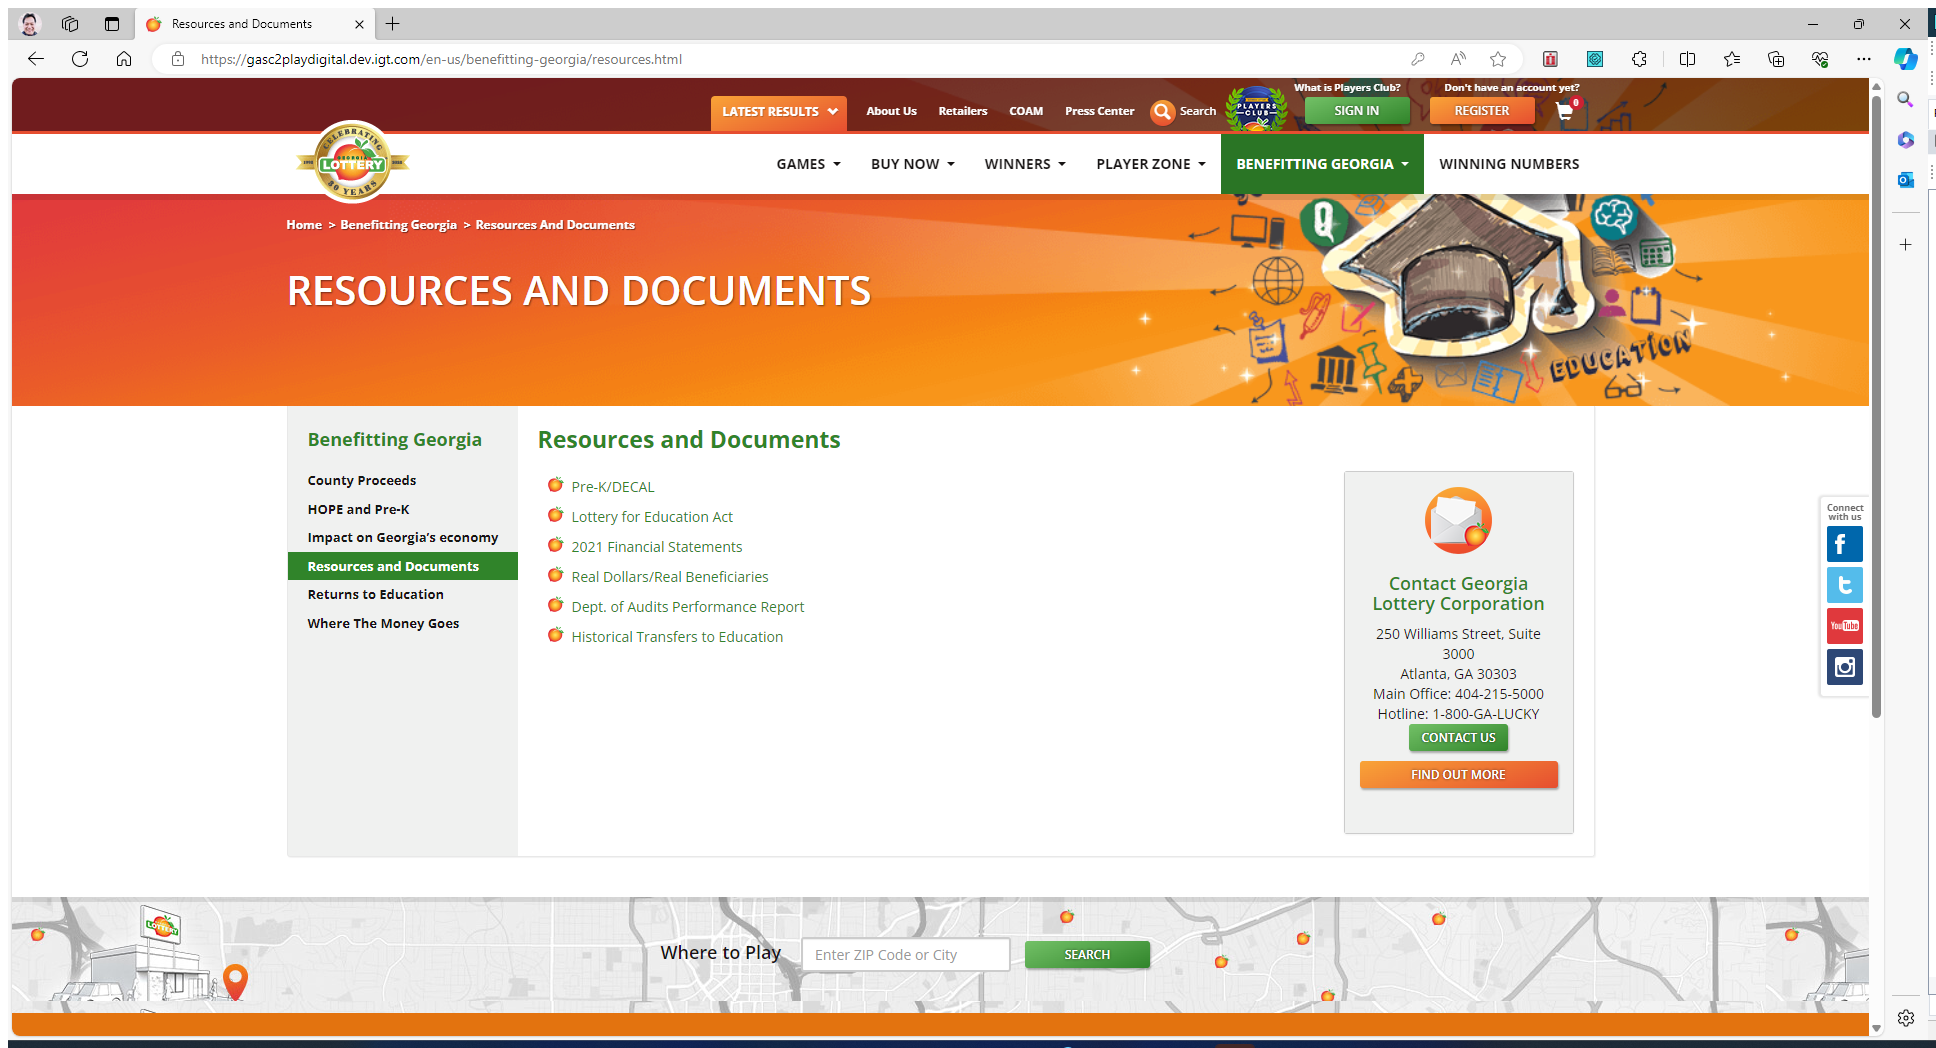 Resources and Documents
https://gasc2playdigital.dev.igt.com/en-us/benefitting-georgia/resources.html
What is Players Club?
Don't have an account yet?
LATEST RESULTS
About Us
Retailers
COAM
Press Center
Search
PLAYERS
CLUB
SIGN IN
REGISTER
0
CELEBRATING
GEORGIA
LOTTERY
30 YEARS
GAMES
BUY NOW
WINNERS
PLAYER ZONE
BENEFITTING GEORGIA
WINNING NUMBERS
Home > Benefitting Georgia > Resources And Documents
RESOURCES AND DOCUMENTS
Q
EDUCATION
Benefitting Georgia
County Proceeds
HOPE and Pre-K
Impact on Georgia’s economy
Resources and Documents
Returns to Education
Where The Money Goes
Resources and Documents
Pre-K/DECAL
Lottery for Education Act
2021 Financial Statements
Real Dollars/Real Beneficiaries
Dept. of Audits Performance Report
Historical Transfers to Education
Contact Georgia
Lottery Corporation
250 Williams Street, Suite
3000
Atlanta, GA 30303
Main Office: 404-215-5000
Hotline: 1-800-GA-LUCKY
CONTACT US
FIND OUT MORE
Connect
with us
You Tube
LOTTERY
Where to Play
Enter ZIP Code or City
SEARCH